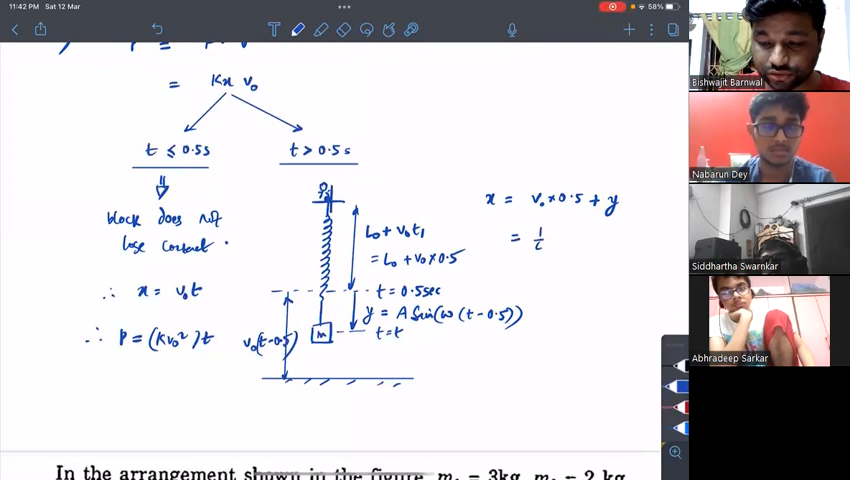 11:42 PM Sat 12 Mar
58%
= Kx v₀
t ≤ 0.5s
t > 0.5s
block does not
lose contact.
∴ x = v₀t
∴ P = (Kv₀²)t
L₀ + v₀t₁
= L₀ + v₀×0.5
t = 0.5sec
y = A Sin(ω(t-0.5))
t=t
m
v₀(t-0.5)
x = v₀×0.5 + y
= 1/2
In the arrangement shown in the figure, = 3kg, = 2 kg
Bishwajit Barnwal
Nabarun Dey
Siddhartha Swarnkar
Abhradeep Sarkar